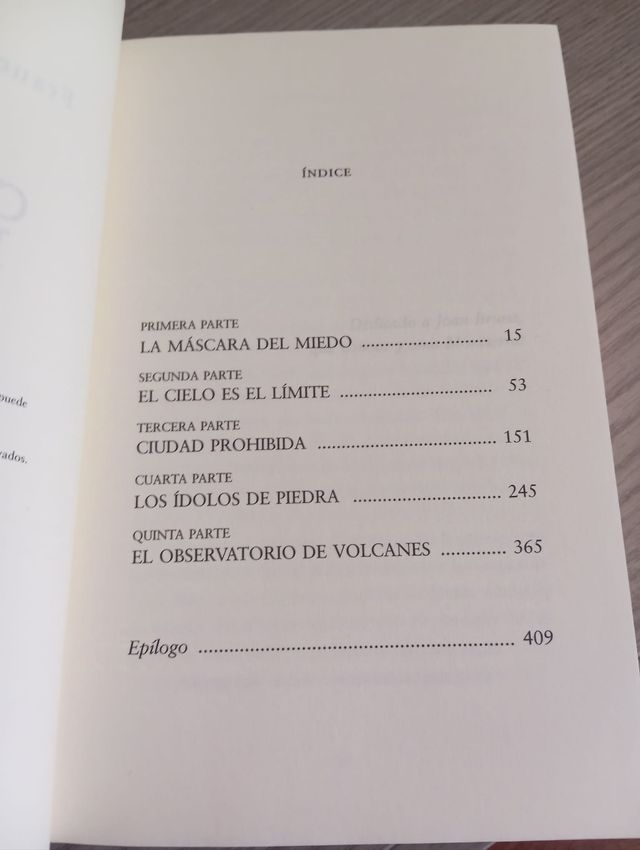 ÍNDICE
PRIMERA PARTE
LA MÁSCARA DEL MIEDO .......................... 15
SEGUNDA PARTE
EL CIELO ES EL LÍMITE .............................. 53
TERCERA PARTE
CIUDAD PROHIBIDA .................................... 151
CUARTA PARTE
LOS ÍDOLOS DE PIEDRA ............................. 245
QUINTA PARTE
EL OBSERVATORIO DE VOLCANES ............. 365
Epílogo .............................................................. 409
puede